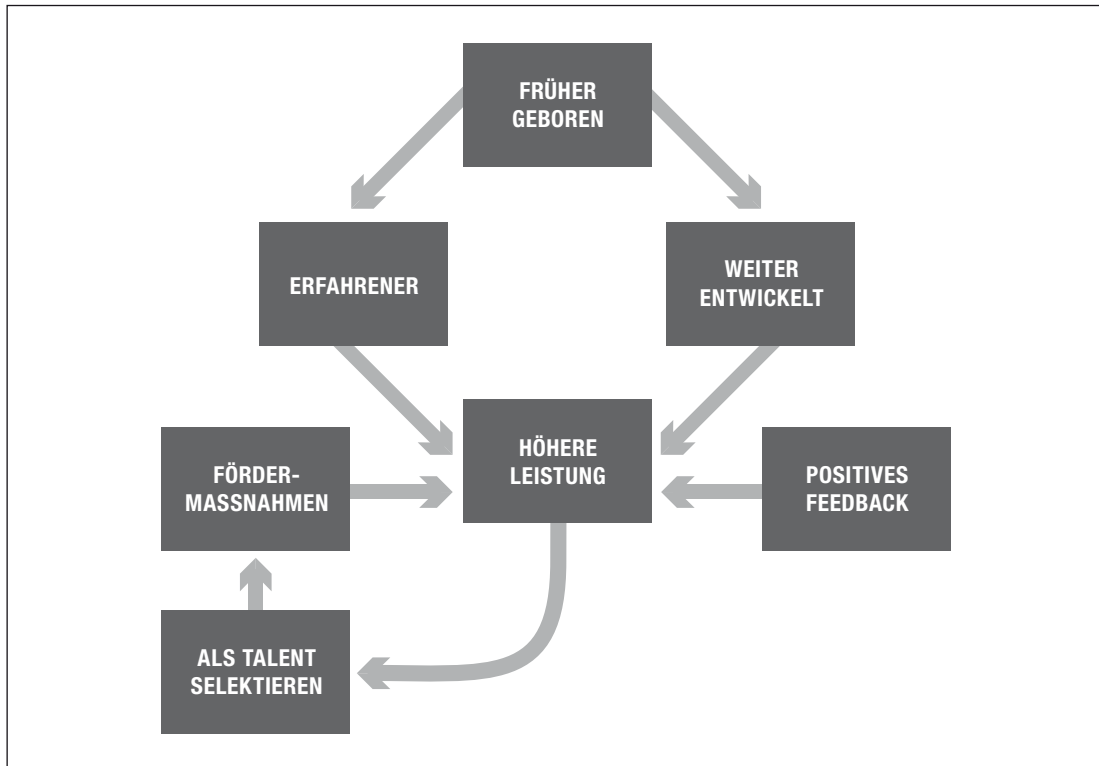 FRÜHER
GEBOREN
ERFAHRENER
WEITER
ENTWICKELT
HÖHERE
LEISTUNG
FÖRDER-
MASSNAHMEN
POSITIVES
FEEDBACK
ALS TALENT
SELEKTIEREN